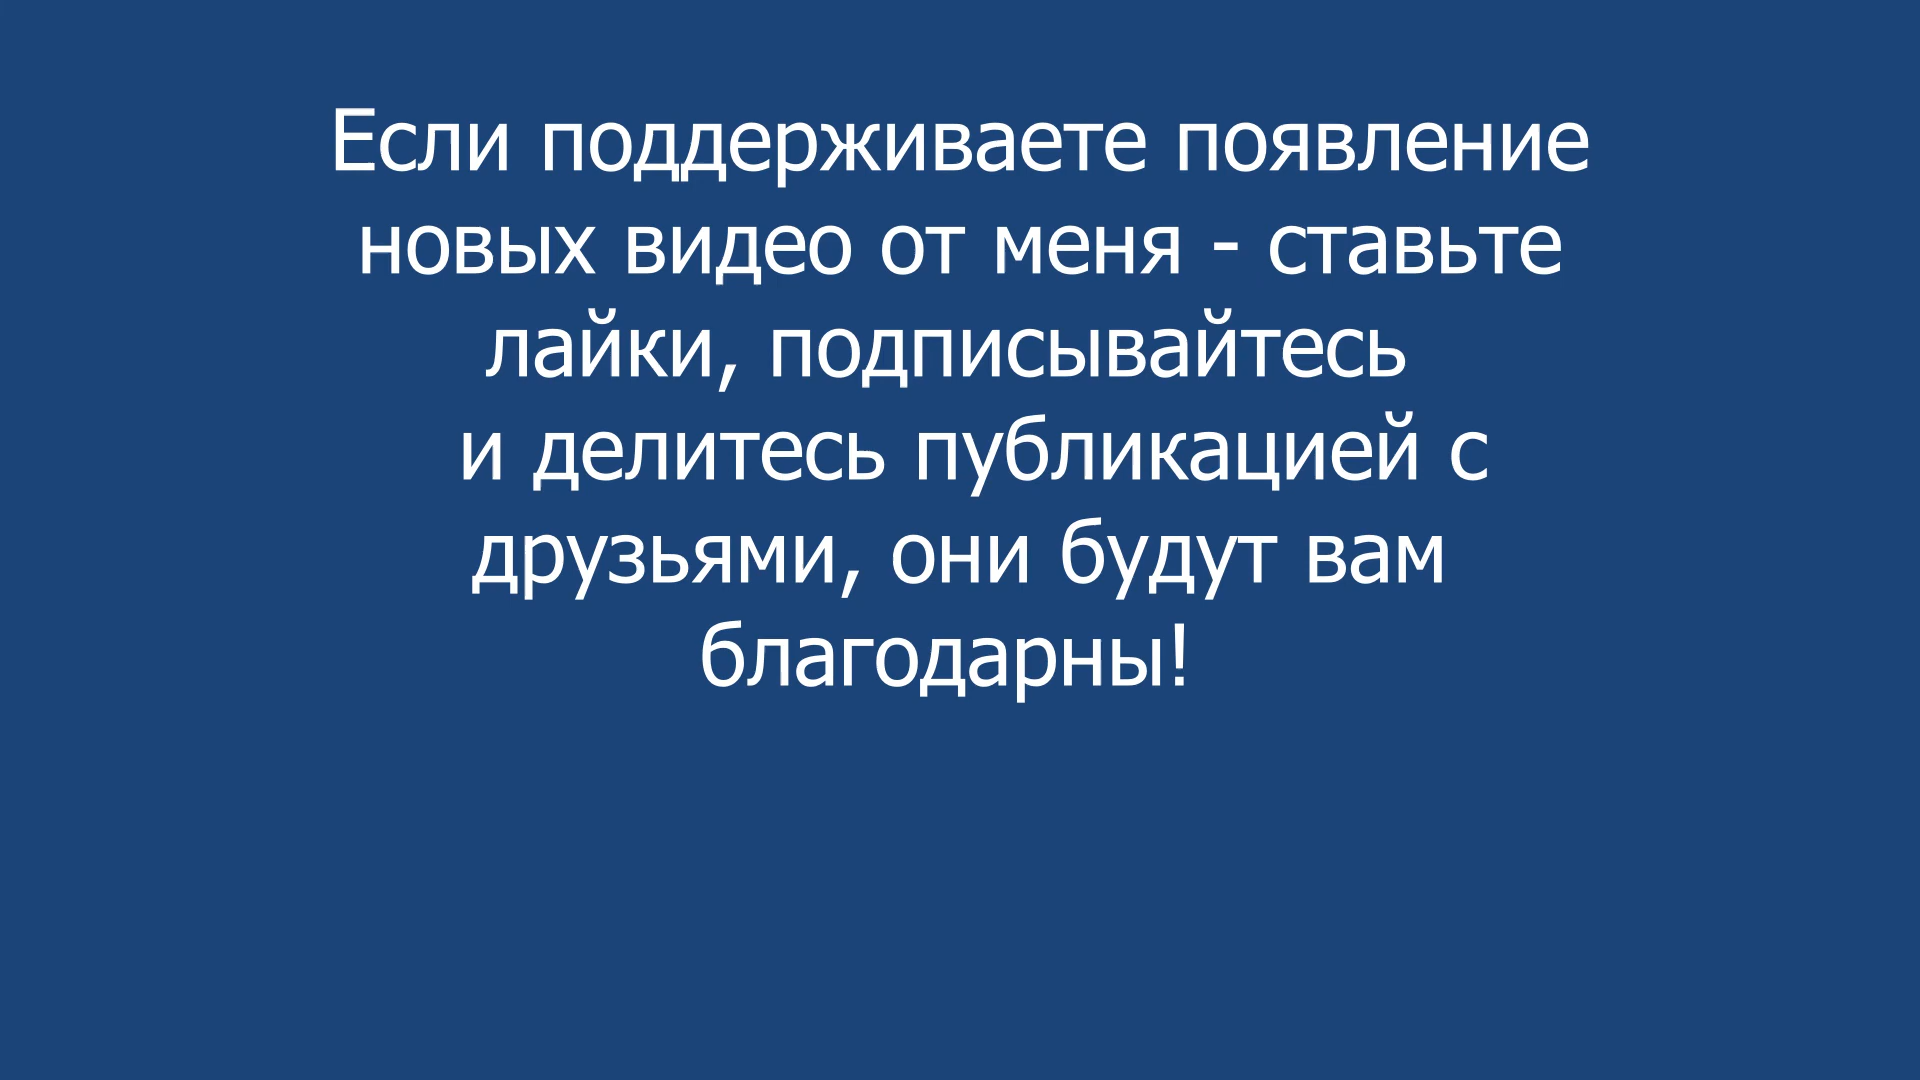 Если поддерживаете появление
новых видео от меня - ставьте
лайки, подписывайтесь
и делитесь публикацией с
друзьями, они будут вам
благодарны!